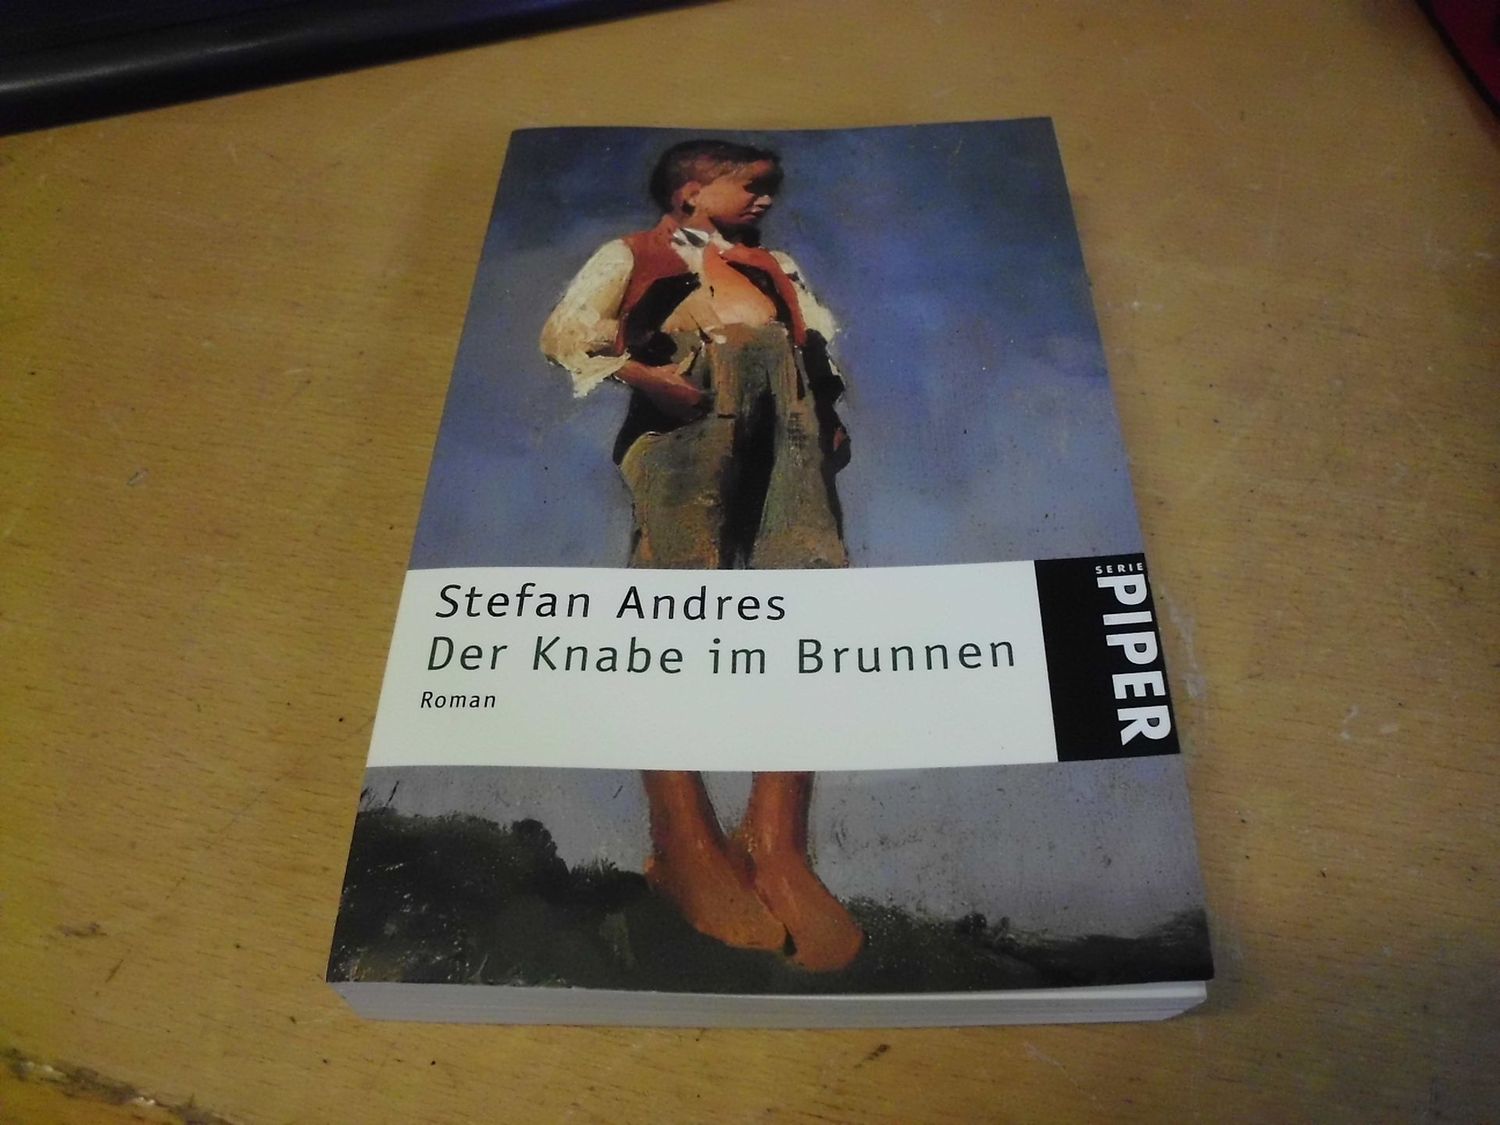 Stefan Andres
Der Knabe im Brunnen
Roman
SERIE
PIPER